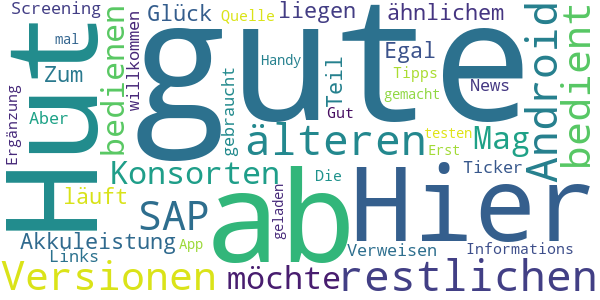 Screening
Glück
Quelle
liegen
ähnlichem
Hut
mal
bedienen
willkommen
gute
Egal
Android
bedient
Zum
Handy
Teil
Tipps
News
Ergänzung
gebraucht
gemacht
Aber
Gut
älteren
testen
Mag
Erst
Konsorten
Die
ab
Hier
Ticker
läuft
geladen
SAP
Akkuleistung
App
Verweisen
Informations
Links
Versionen
möchte
restlichen